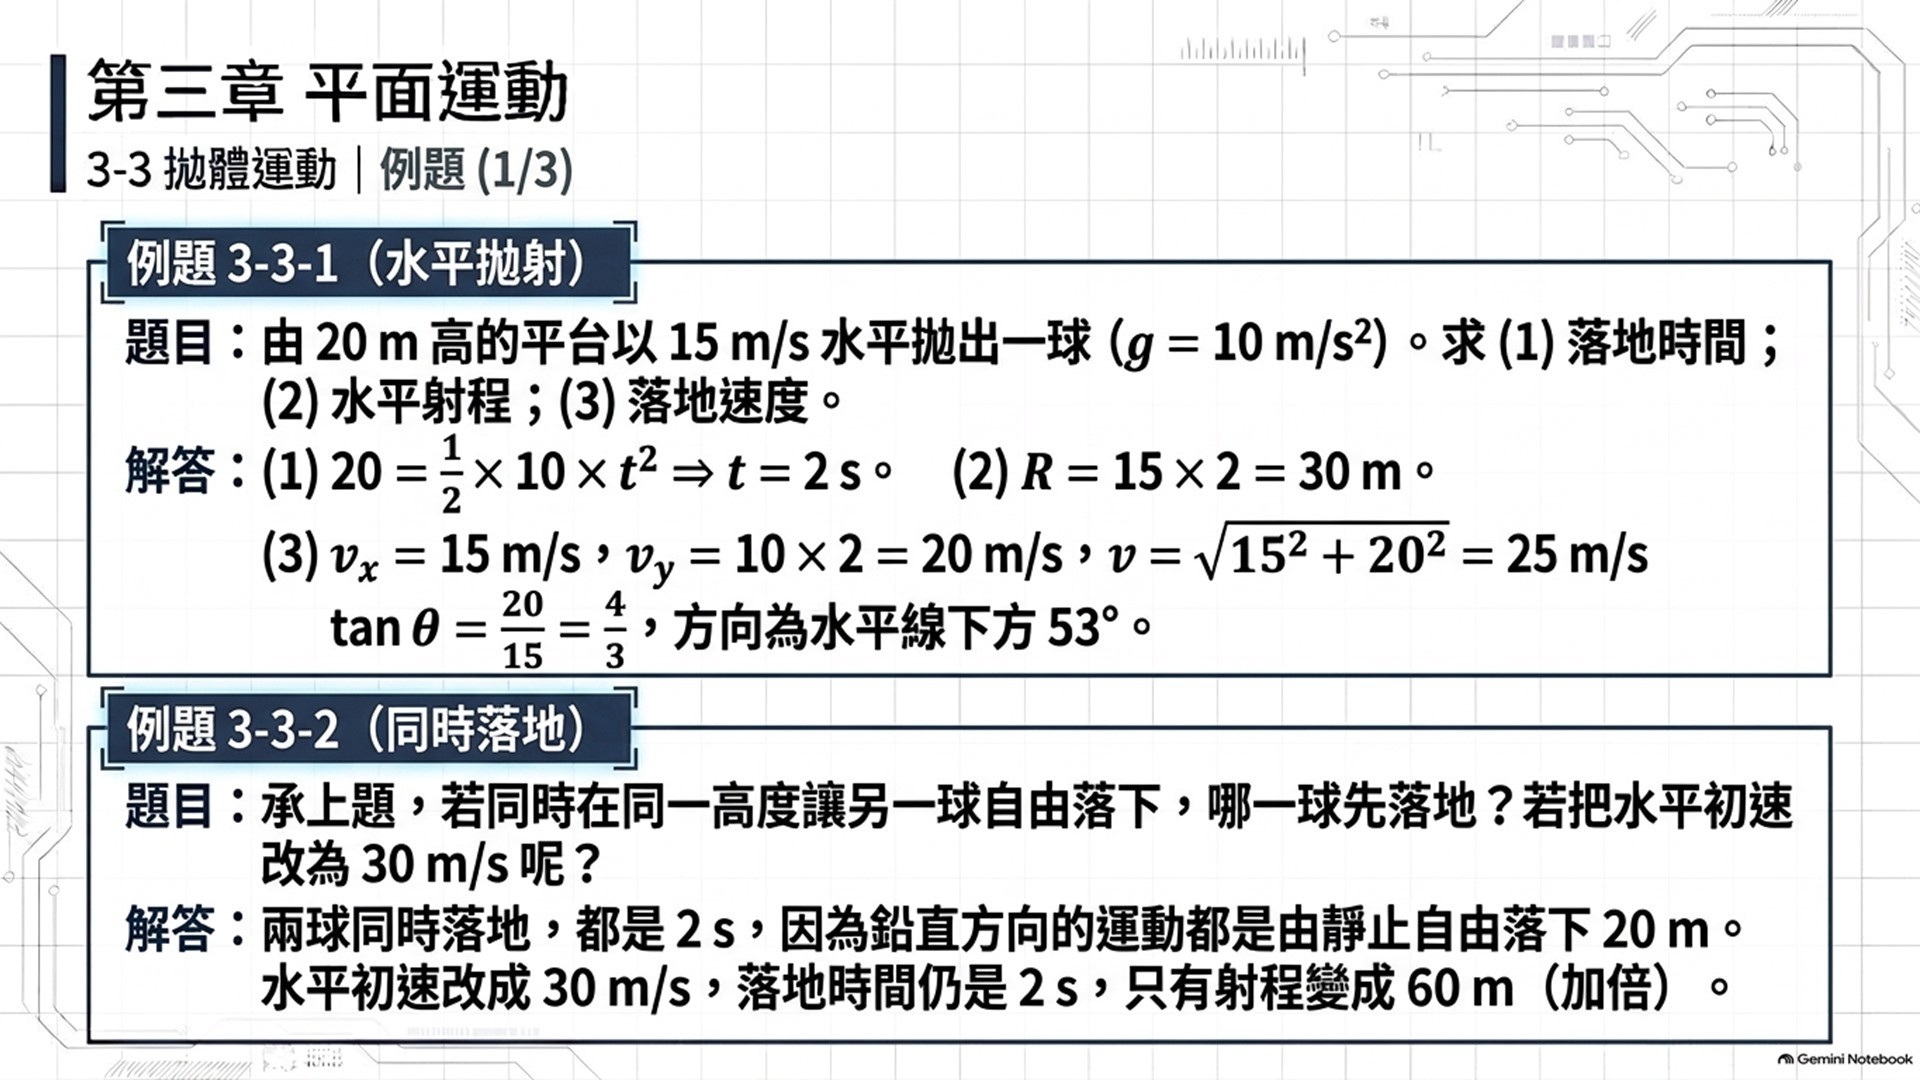 第三章 平面運動
3-3 拋體運動｜例題 (1/3)
例題 3-3-1（水平拋射）
題目：由 20 m 高的平台以 15 m/s 水平拋出一球（g = 10 m/s²）。求 (1) 落地時間；
(2) 水平射程；(3) 落地速度。
解答：(1) 20 = 1/2 × 10 × t² ⇒ t = 2 s。 (2) R = 15 × 2 = 30 m。
(3) vₓ = 15 m/s，v_y = 10 × 2 = 20 m/s，v = √(15² + 20²) = 25 m/s
tan θ = 20/15 = 4/3，方向為水平線下方 53°。
例題 3-3-2（同時落地）
題目：承上題，若同時在同一高度讓另一球自由落下，哪一球先落地？若把水平初速
改為 30 m/s 呢？
解答：兩球同時落地，都是 2 s，因為鉛直方向的運動都是由靜止自由落下 20 m。
水平初速改成 30 m/s，落地時間仍是 2 s，只有射程變成 60 m（加倍）。
Gemini Notebook